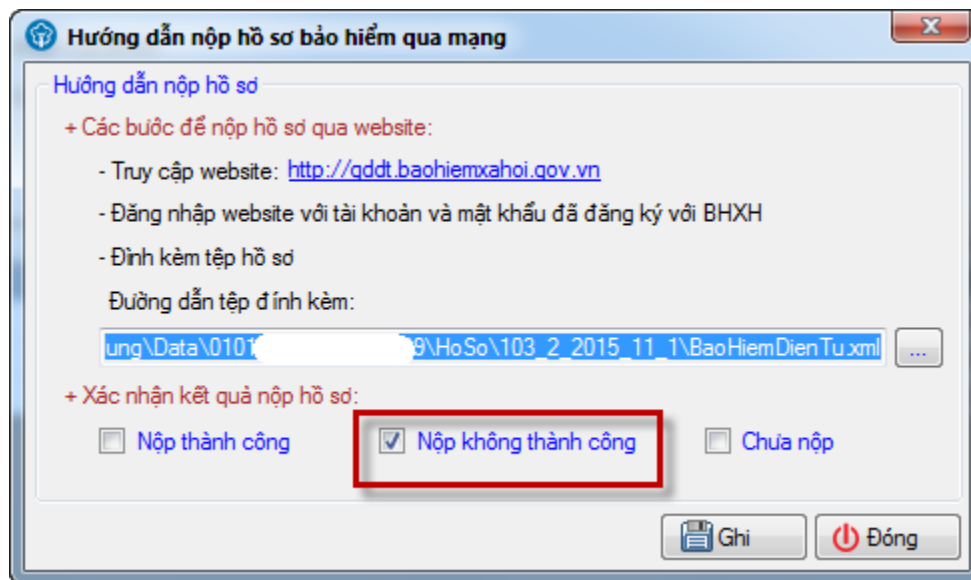 Hướng dẫn nộp hồ sơ bảo hiểm qua mạng
Hướng dẫn nộp hồ sơ
+ Các bước để nộp hồ sơ qua website:
- Truy cập website: http://gddt.baohiemxahoi.gov.vn
- Đăng nhập website với tài khoản và mật khẩu đã đăng ký với BHXH
- Đình kèm tệp hồ sơ
Đường dẫn tệp đính kèm:
ung\Data\0101 9\HoSo\103_2_2015_11_1\BaoHiemDienTu.xml ...
+ Xác nhận kết quả nộp hồ sơ:
Nộp thành công Nộp không thành công Chưa nộp
Ghi Đóng